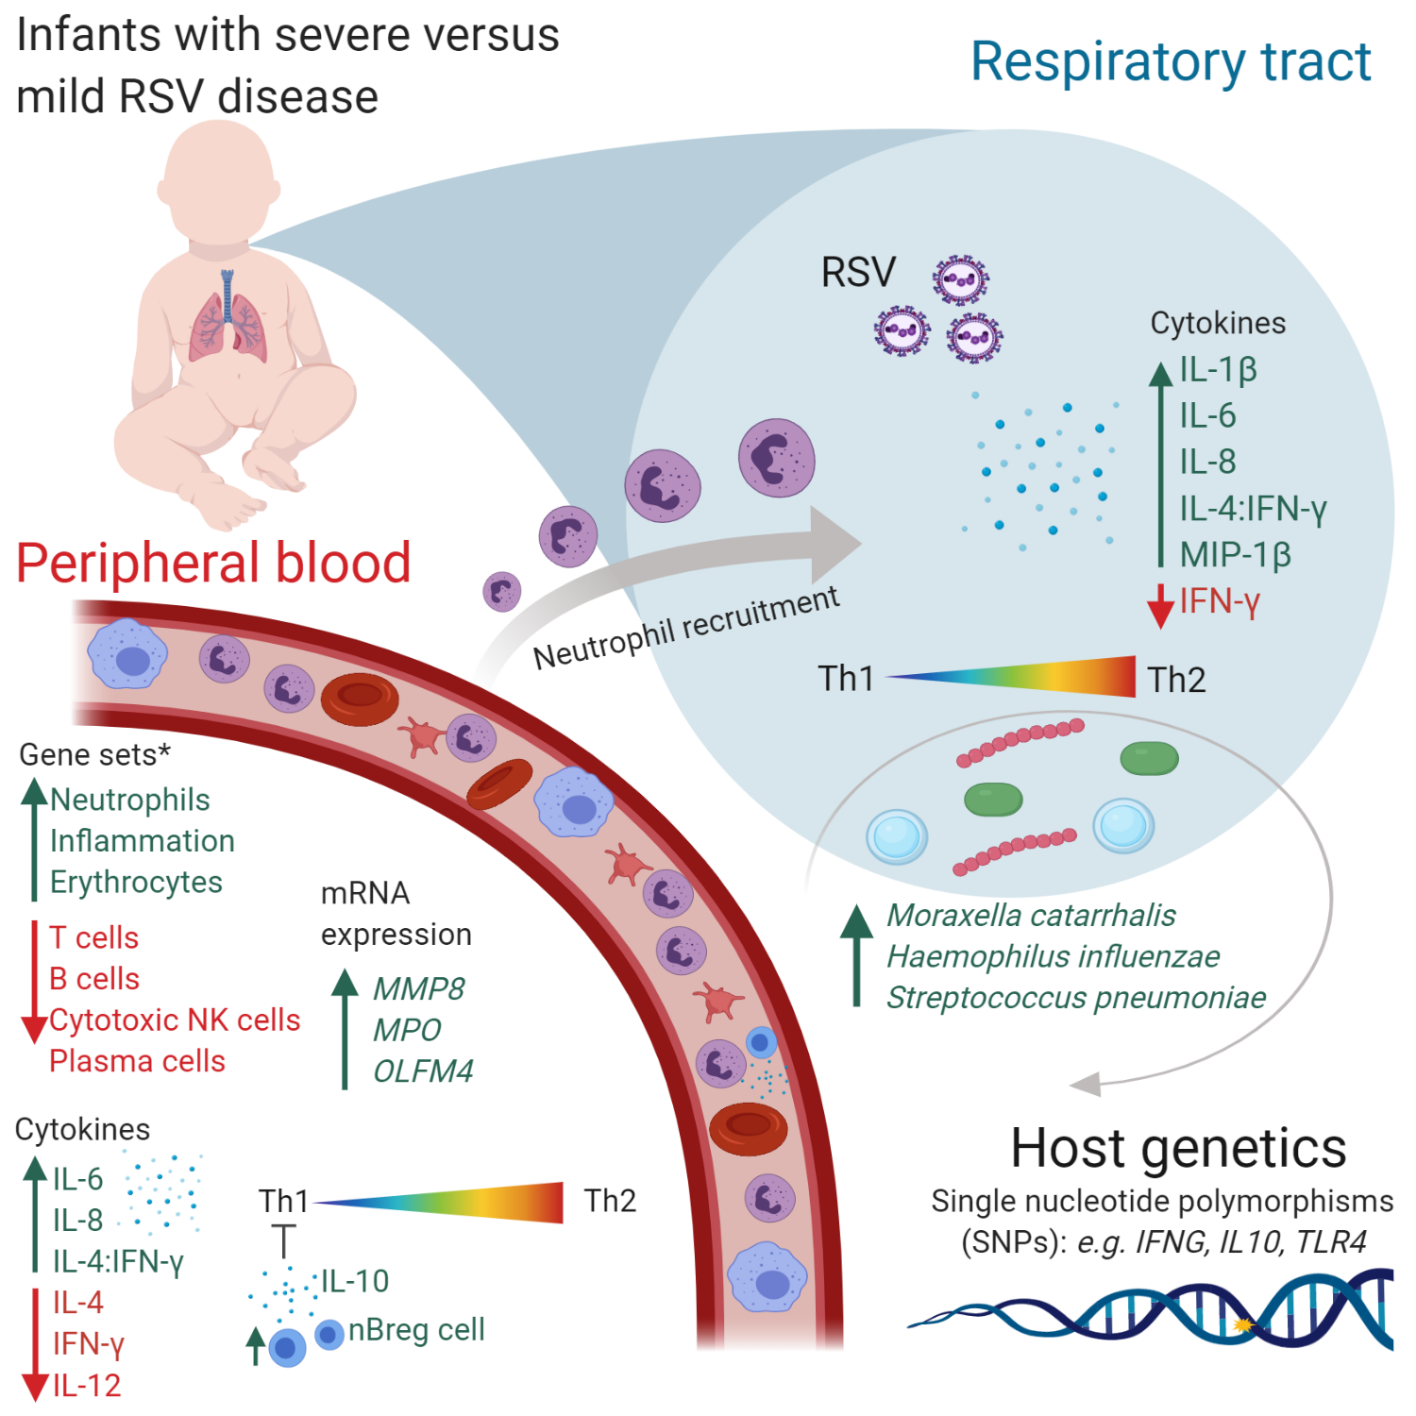 Infants with severe versus
mild RSV disease
Respiratory tract
RSV
Cytokines
IL-1β
IL-6
IL-8
IL-4:IFN-γ
MIP-1β
IFN-γ
Neutrophil recruitment
Th1
Th2
Moraxella catarrhalis
Haemophilus influenzae
Streptococcus pneumoniae
Peripheral blood
Gene sets*
Neutrophils
Inflammation
Erythrocytes
T cells
B cells
Cytotoxic NK cells
Plasma cells
mRNA
expression
MMP8
MPO
OLFM4
Cytokines
IL-6
IL-8
IL-4:IFN-γ
IL-4
IFN-γ
IL-12
Th1
Th2
IL-10
nBreg cell
Host genetics
Single nucleotide polymorphisms
(SNPs): e.g. IFNG, IL10, TLR4